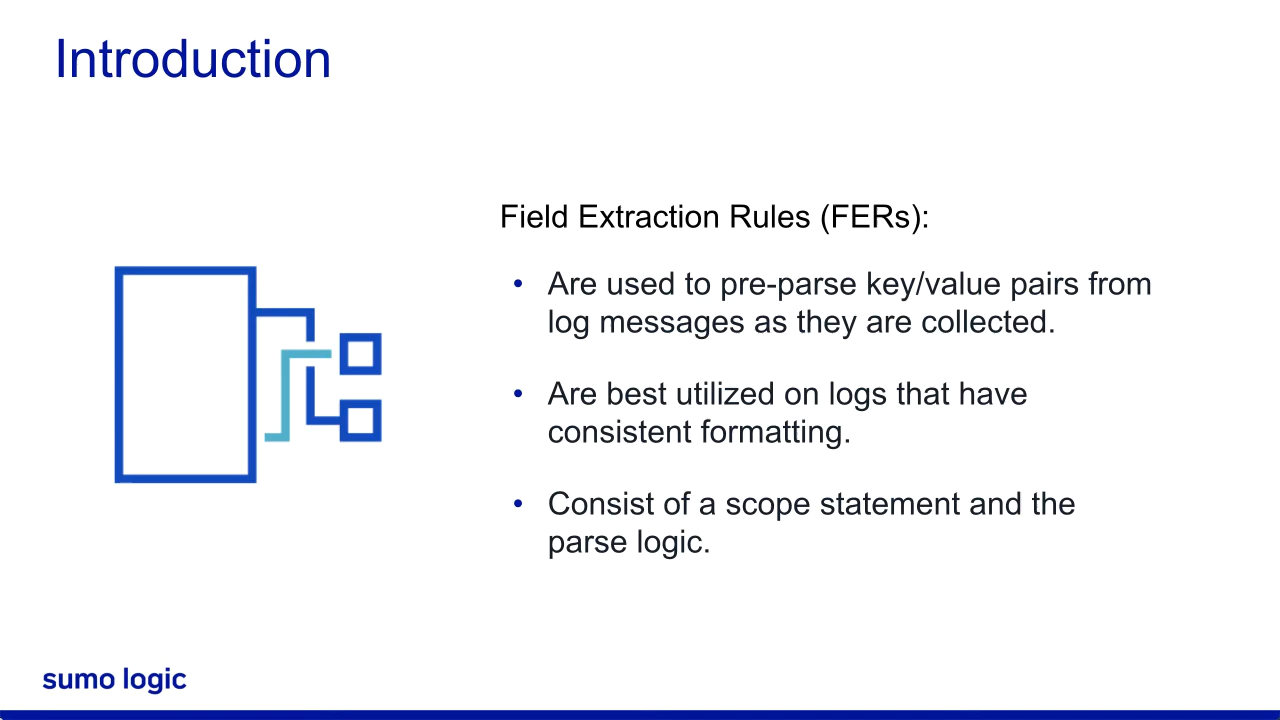 Introduction
Field Extraction Rules (FERs):
• Are used to pre-parse key/value pairs from
log messages as they are collected.
• Are best utilized on logs that have
consistent formatting.
• Consist of a scope statement and the
parse logic.
sumo logic